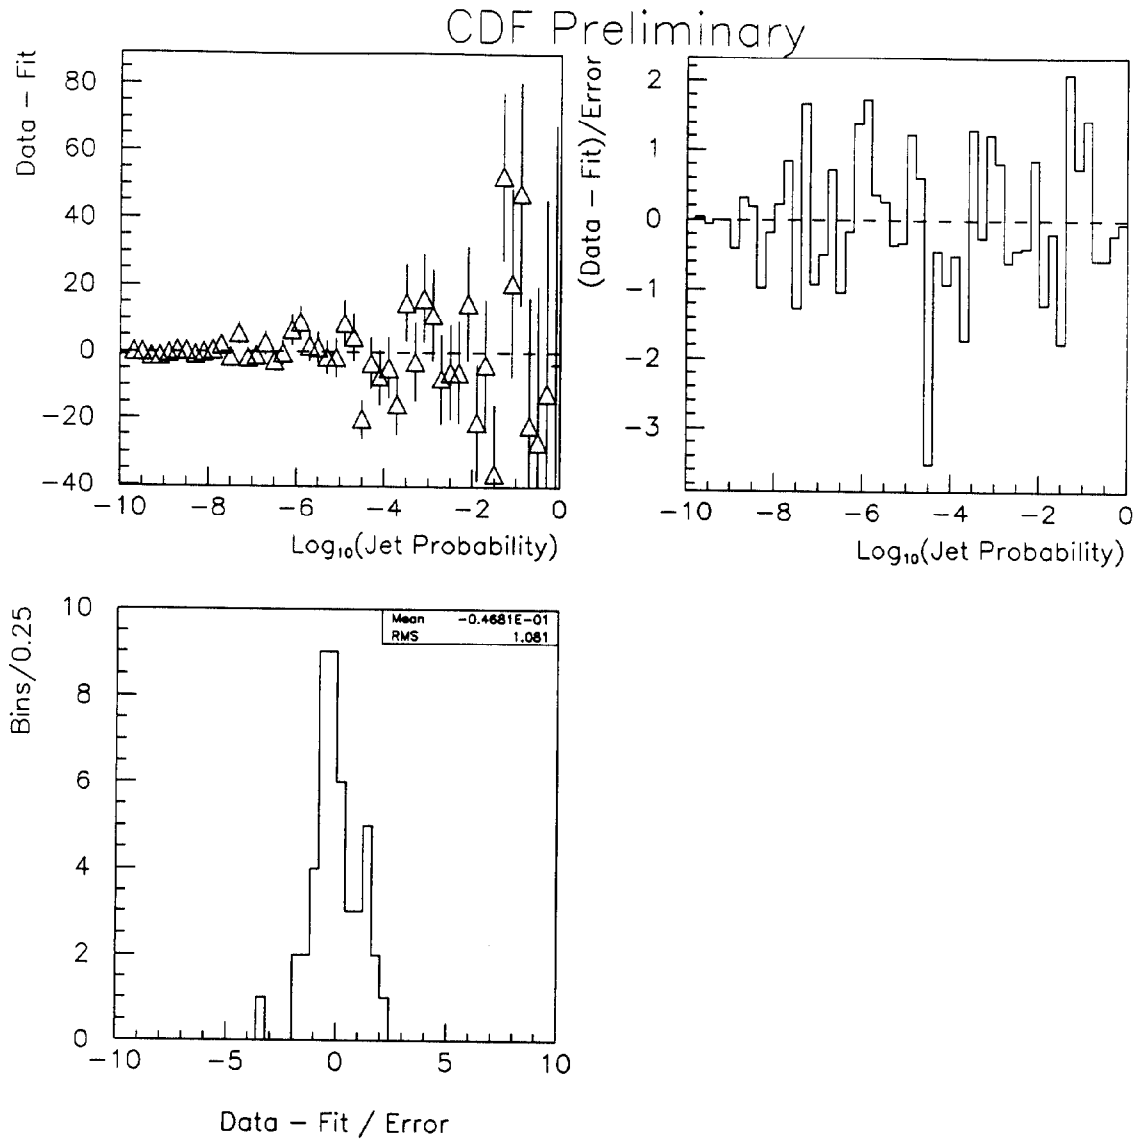 CDF Preliminary
Data − Fit
80
60
40
20
0
−20
−40
−10 −8 −6 −4 −2 0
Log₁₀(Jet Probability)
(Data − Fit)/Error
2
1
0
−1
−2
−3
−10 −8 −6 −4 −2 0
Log₁₀(Jet Probability)
Bins/0.25
10
8
6
4
2
0
Mean −0.4681E−01
RMS 1.081
−10 −5 0 5 10
Data − Fit / Error